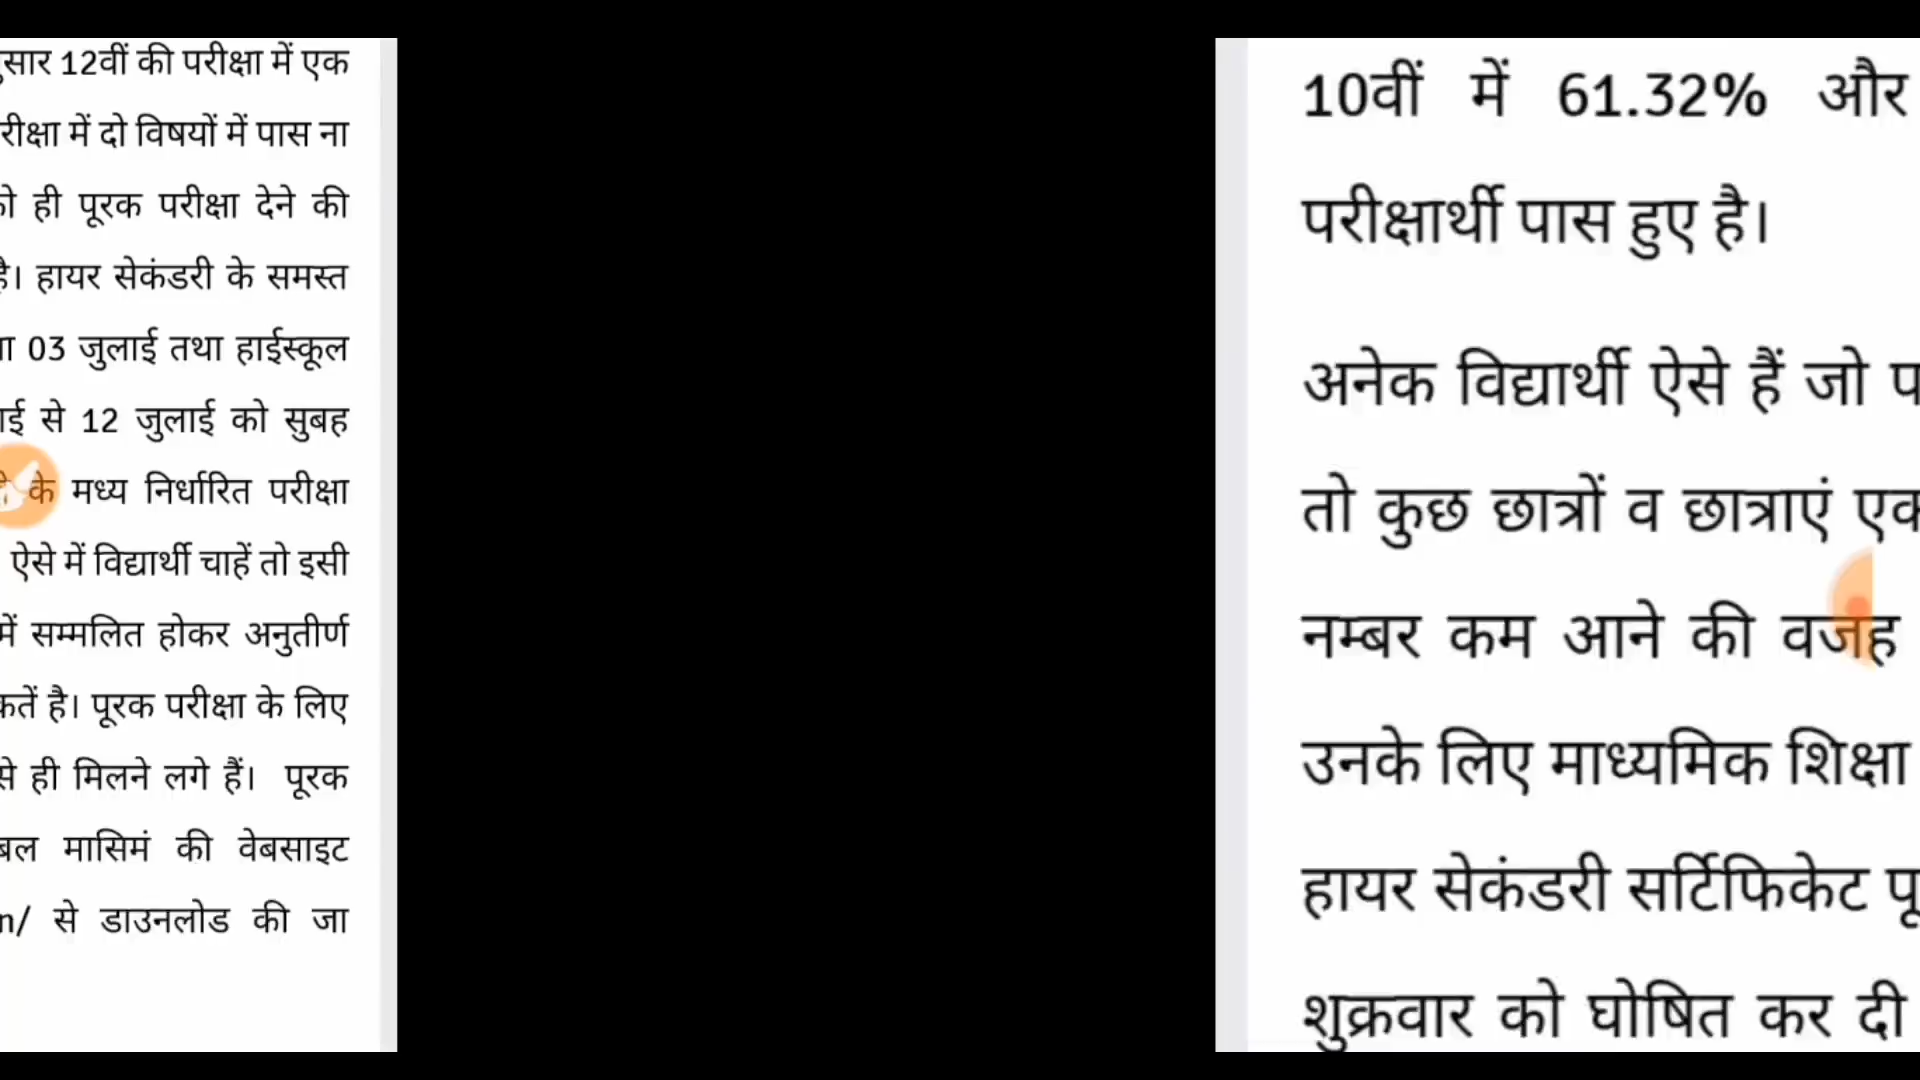 सार 12वीं की परीक्षा में एक
रीक्षा में दो विषयों में पास ना
ही पूरक परीक्षा देने की
है। हायर सेकंडरी के समस्त
03 जुलाई तथा हाईस्कूल
से 12 जुलाई को सुबह
के मध्य निर्धारित परीक्षा
ऐसे में विद्यार्थी चाहें तो इसी
में सम्मलित होकर अनुतीर्ण
है। पूरक परीक्षा के लिए
से ही मिलने लगे हैं। पूरक
मासिमं की वेबसाइट
n/ से डाउनलोड की जा
10वीं में 61.32% और
परीक्षार्थी पास हुए है।
अनेक विद्यार्थी ऐसे हैं जो प
तो कुछ छात्रों व छात्राएं एक
नम्बर कम आने की वजह
उनके लिए माध्यमिक शिक्षा
हायर सेकंडरी सर्टिफिकेट पू
शुक्रवार को घोषित कर दी